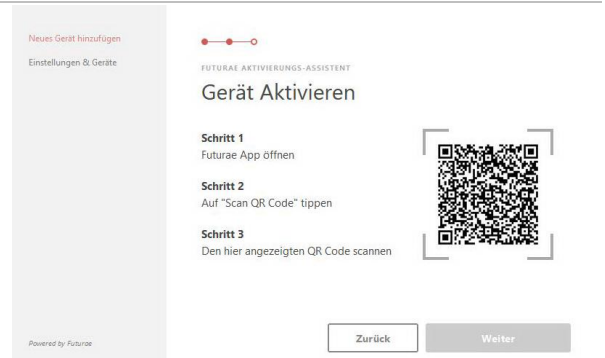 Neues Gerät hinzufügen
Einstellungen & Geräte
FUTURAE AKTIVIERUNGS-ASSISTENT
Gerät Aktivieren
Schritt 1
Futurae App öffnen
Schritt 2
Auf "Scan QR Code" tippen
Schritt 3
Den hier angezeigten QR Code scannen
Powered by Futurae
Zurück
Weiter